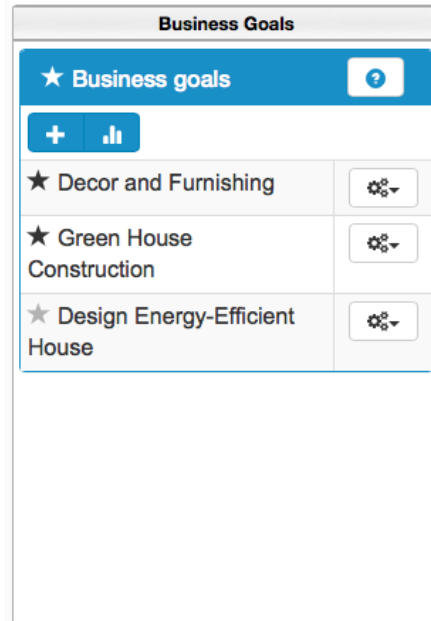 Business Goals
Business goals
Decor and Furnishing
Green House
Construction
Design Energy-Efficient
House